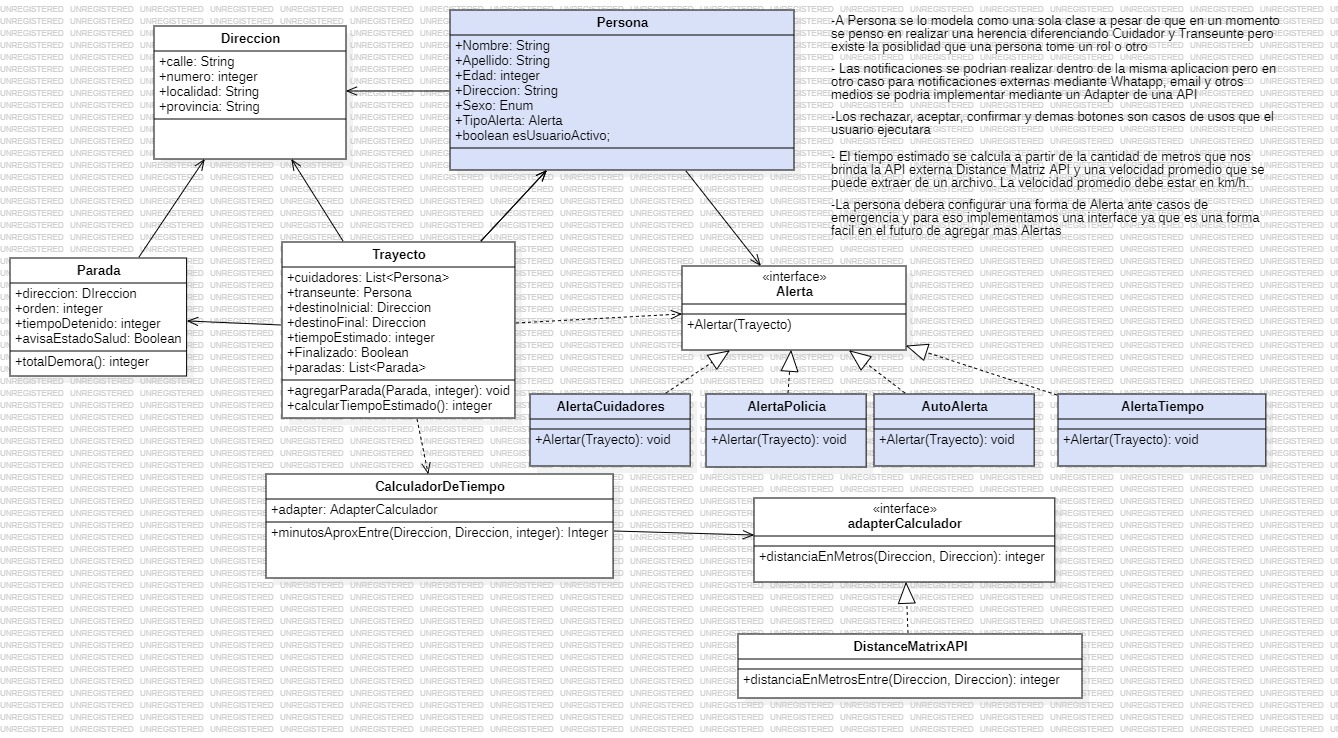 Direccion
+calle: String
+numero: integer
+localidad: String
+provincia: String
Persona
+Nombre: String
+Apellido: String
+Edad: integer
+Direccion: String
+Sexo: Enum
+TipoAlerta: Alerta
+boolean esUsuarioActivo;
-A Persona se lo modela como una sola clase a pesar de que en un momento
se penso en realizar una herencia diferenciando Cuidador y Transeunte pero
existe la posiblidad que una persona tome un rol o otro
- Las notificaciones se podrian realizar dentro de la misma aplicacion pero en
otro caso para notificaciones externas mediante Whatapp, email y otros
medios se podria implementar mediante un Adapter de una API
-Los rechazar, aceptar, confirmar y demas botones son casos de usos que el
usuario ejecutara
- El tiempo estimado se calcula a partir de la cantidad de metros que nos
brinda la API externa Distance Matriz API y una velocidad promedio que se
puede extraer de un archivo. La velocidad promedio debe estar en km/h.
-La persona debera configurar una forma de Alerta ante casos de
emergencia y para eso implementamos una interface ya que es una forma
facil en el futuro de agregar mas Alertas
Parada
+direccion: DIreccion
+orden: integer
+tiempoDetenido: integer
+avisaEstadoSalud: Boolean
+totalDemora(): integer
Trayecto
+cuidadores: List<Persona>
+transeunte: Persona
+destinoInicial: Direccion
+destinoFinal: Direccion
+tiempoEstimado: integer
+Finalizado: Boolean
+paradas: List<Parada>
+agregarParada(Parada, integer): void
+calcularTiempoEstimado(): integer
«interface»
Alerta
+Alertar(Trayecto)
AlertaCuidadores
+Alertar(Trayecto): void
AlertaPolicia
+Alertar(Trayecto): void
AutoAlerta
+Alertar(Trayecto): void
AlertaTiempo
+Alertar(Trayecto): void
CalculadorDeTiempo
+adapter: AdapterCalculador
+minutosAproxEntre(Direccion, Direccion, integer): Integer
«interface»
adapterCalculador
+distanciaEnMetros(Direccion, Direccion): integer
DistanceMatrixAPI
+distanciaEnMetrosEntre(Direccion, Direccion): integer
UNREGISTERED